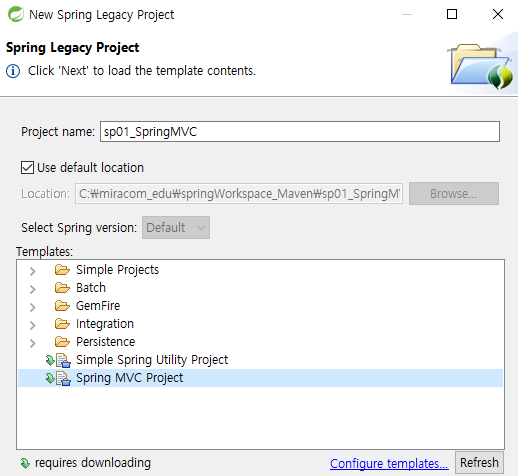 New Spring Legacy Project
Spring Legacy Project
Click 'Next' to load the template contents.
Project name: sp01_SpringMVC
Use default location
Location: C:₩miracom_edu₩springWorkspace_Maven₩sp01_SpringM Browse...
Select Spring version: Default
Templates:
Simple Projects
Batch
GemFire
Integration
Persistence
Simple Spring Utility Project
Spring MVC Project
requires downloading Configure templates... Refresh